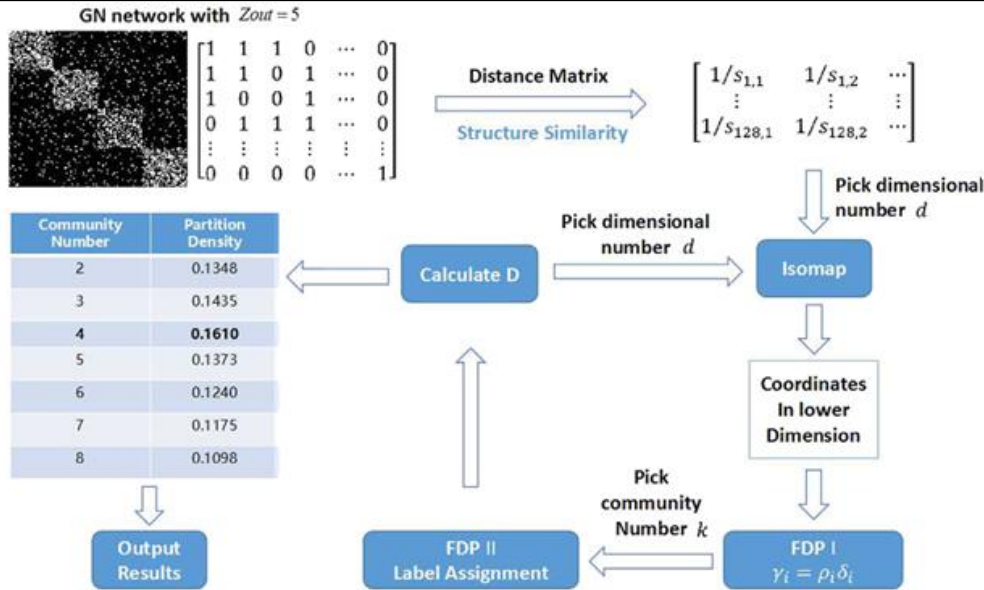 GN network with Zout = 5
1 1 1 0 ⋯ 0
1 1 0 1 ⋯ 0
1 0 0 1 ⋯ 0
0 1 1 1 ⋯ 0
⋮ ⋮ ⋮ ⋮ ⋮ ⋮
0 0 0 0 ⋯ 1
Distance Matrix
Structure Similarity
1/s1,1 1/s1,2 ⋯
⋮ ⋮ ⋮
1/s128,1 1/s128,2 ⋯
Pick dimensional
number d
Isomap
Coordinates
In lower
Dimension
FDP I
γi = ρiδi
Pick
community
Number k
FDP II
Label Assignment
Calculate D
Pick dimensional
number d
Community Number Partition Density
2 0.1348
3 0.1435
4 0.1610
5 0.1373
6 0.1240
7 0.1175
8 0.1098
Output
Results